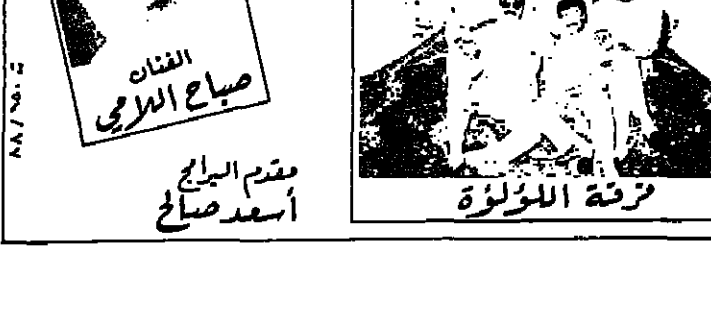 الفنان
صباح اللامي
مقدم البرامج
أسعد صالح
فرقة اللؤلؤة